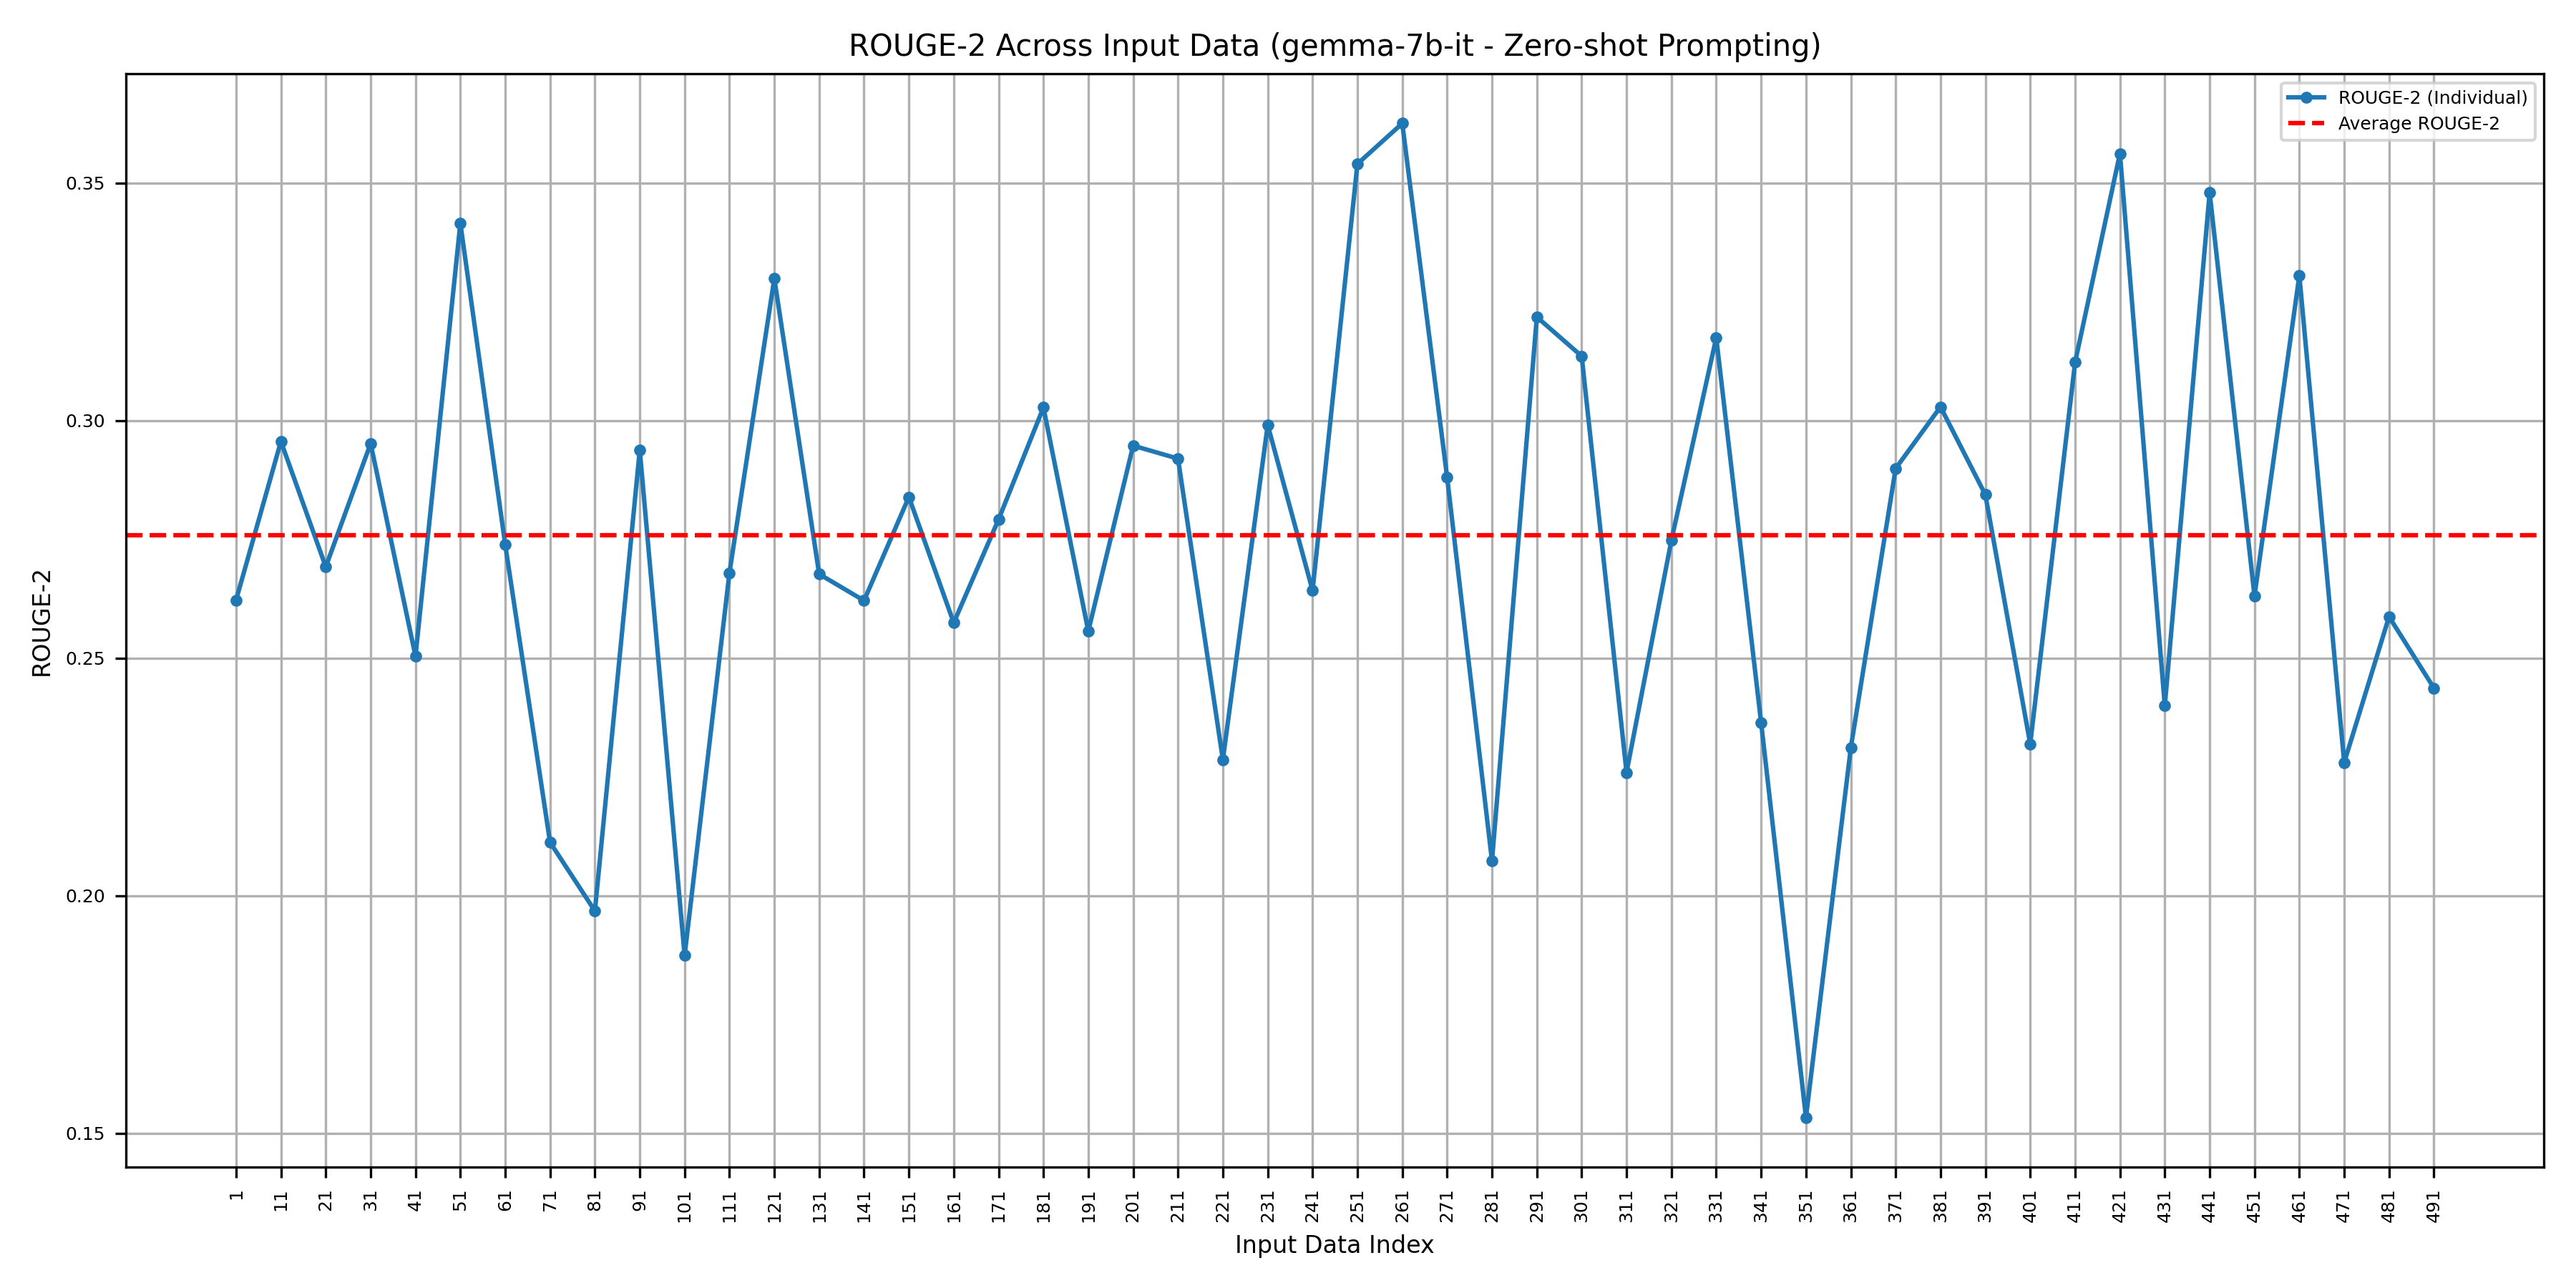 ROUGE-2 Across Input Data (gemma-7b-it - Zero-shot Prompting)
ROUGE-2 (Individual)
Average ROUGE-2
ROUGE-2
0.35
0.30
0.25
0.20
0.15
1 11 21 31 41 51 61 71 81 91 101 111 121 131 141 151 161 171 181 191 201 211 221 231 241 251 261 271 281 291 301 311 321 331 341 351 361 371 381 391 401 411 421 431 441 451 461 471 481 491
Input Data Index